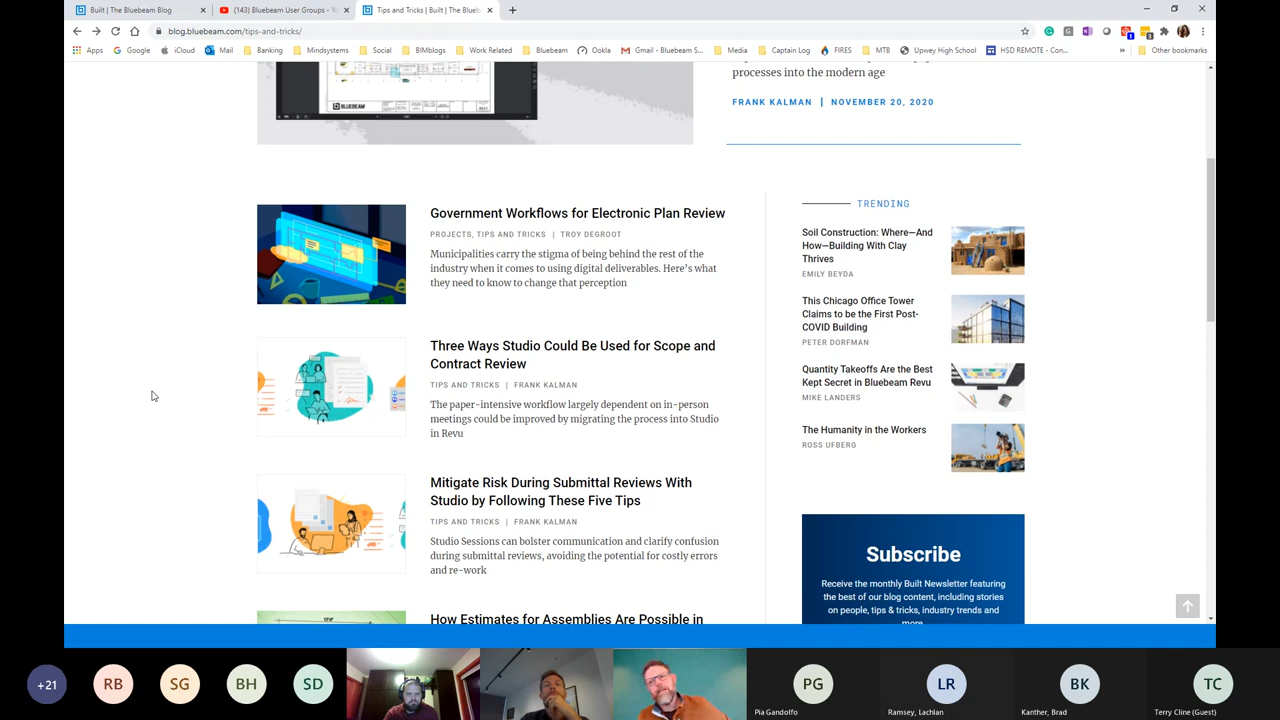 Built | The Bluebeam Blog
(143) Bluebeam User Groups - Yo
Tips and Tricks | Built | The Blueb
blog.bluebeam.com/tips-and-tricks/
Apps
Google
iCloud
Mail
Banking
Mindsystems
Social
BIMblogs
Work Related
Bluebeam
Ookla
Gmail - Bluebeam S...
Media
Captain Log
FIRES
MTB
Upwey High School
HSD REMOTE - Con...
»
Other bookmarks
processes into the modern age
FRANK KALMAN | NOVEMBER 20, 2020
BLUEBEAM
Government Workflows for Electronic Plan Review
PROJECTS, TIPS AND TRICKS | TROY DEGROOT
Municipalities carry the stigma of being behind the rest of the
industry when it comes to using digital deliverables. Here's what
they need to know to change that perception
Three Ways Studio Could Be Used for Scope and
Contract Review
TIPS AND TRICKS | FRANK KALMAN
The paper-intensive workflow largely dependent on in-person
meetings could be improved by migrating the process into Studio
in Revu
Mitigate Risk During Submittal Reviews With
Studio by Following These Five Tips
TIPS AND TRICKS | FRANK KALMAN
Studio Sessions can bolster communication and clarify confusion
during submittal reviews, avoiding the potential for costly errors
and re-work
How Estimates for Assemblies Are Possible in
TRENDING
Soil Construction: Where—And
How—Building With Clay
Thrives
EMILY BEYDA
This Chicago Office Tower
Claims to be the First Post-
COVID Building
PETER DORFMAN
Quantity Takeoffs Are the Best
Kept Secret in Bluebeam Revu
MIKE LANDERS
The Humanity in the Workers
ROSS UFBERG
Subscribe
Receive the monthly Built Newsletter featuring
the best of our blog content, including stories
on people, tips & tricks, industry trends and
more.
+21
RB
SG
BH
SD
PG
Pia Gandolfo
LR
Ramsey, Lachlan
BK
Kanther, Brad
TC
Terry Cline (Guest)